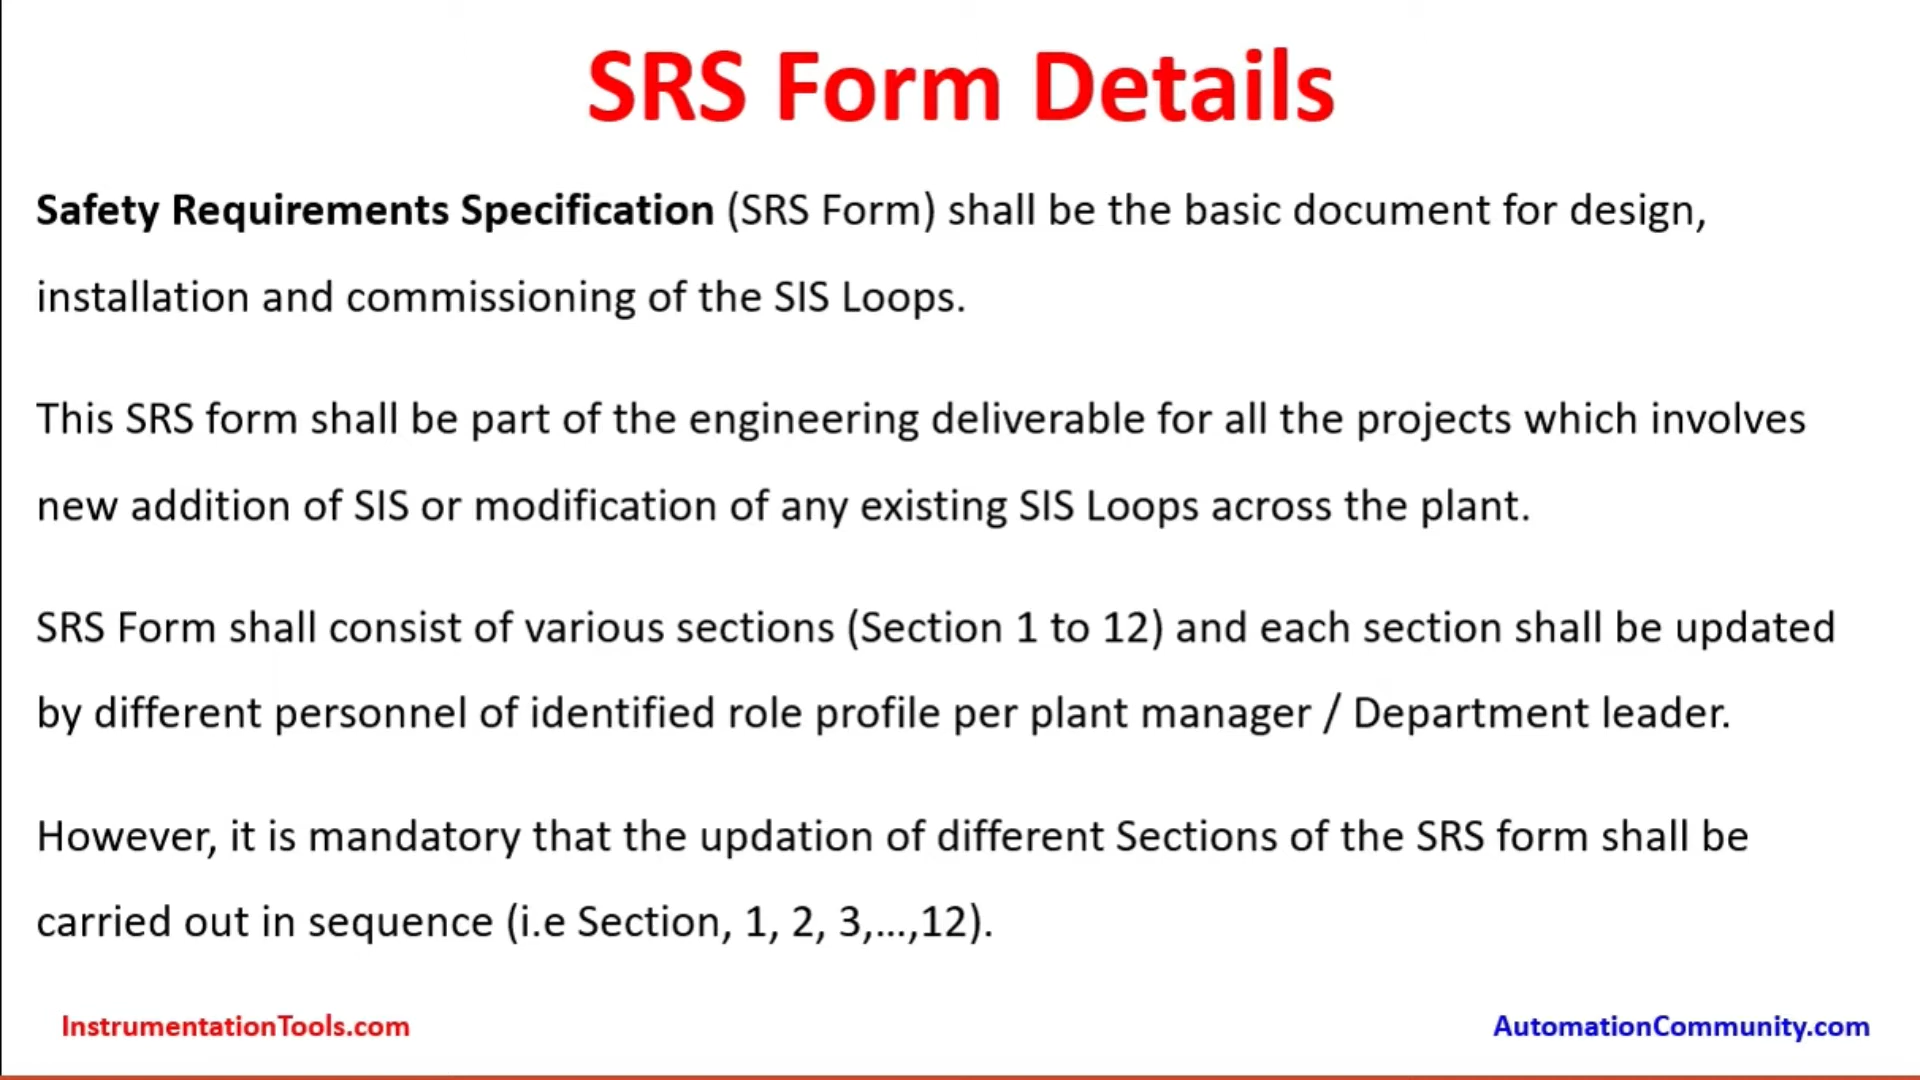 SRS Form Details
Safety Requirements Specification (SRS Form) shall be the basic document for design,
installation and commissioning of the SIS Loops.
This SRS form shall be part of the engineering deliverable for all the projects which involves
new addition of SIS or modification of any existing SIS Loops across the plant.
SRS Form shall consist of various sections (Section 1 to 12) and each section shall be updated
by different personnel of identified role profile per plant manager / Department leader.
However, it is mandatory that the updation of different Sections of the SRS form shall be
carried out in sequence (i.e Section, 1, 2, 3,...,12).
InstrumentationTools.com
AutomationCommunity.com